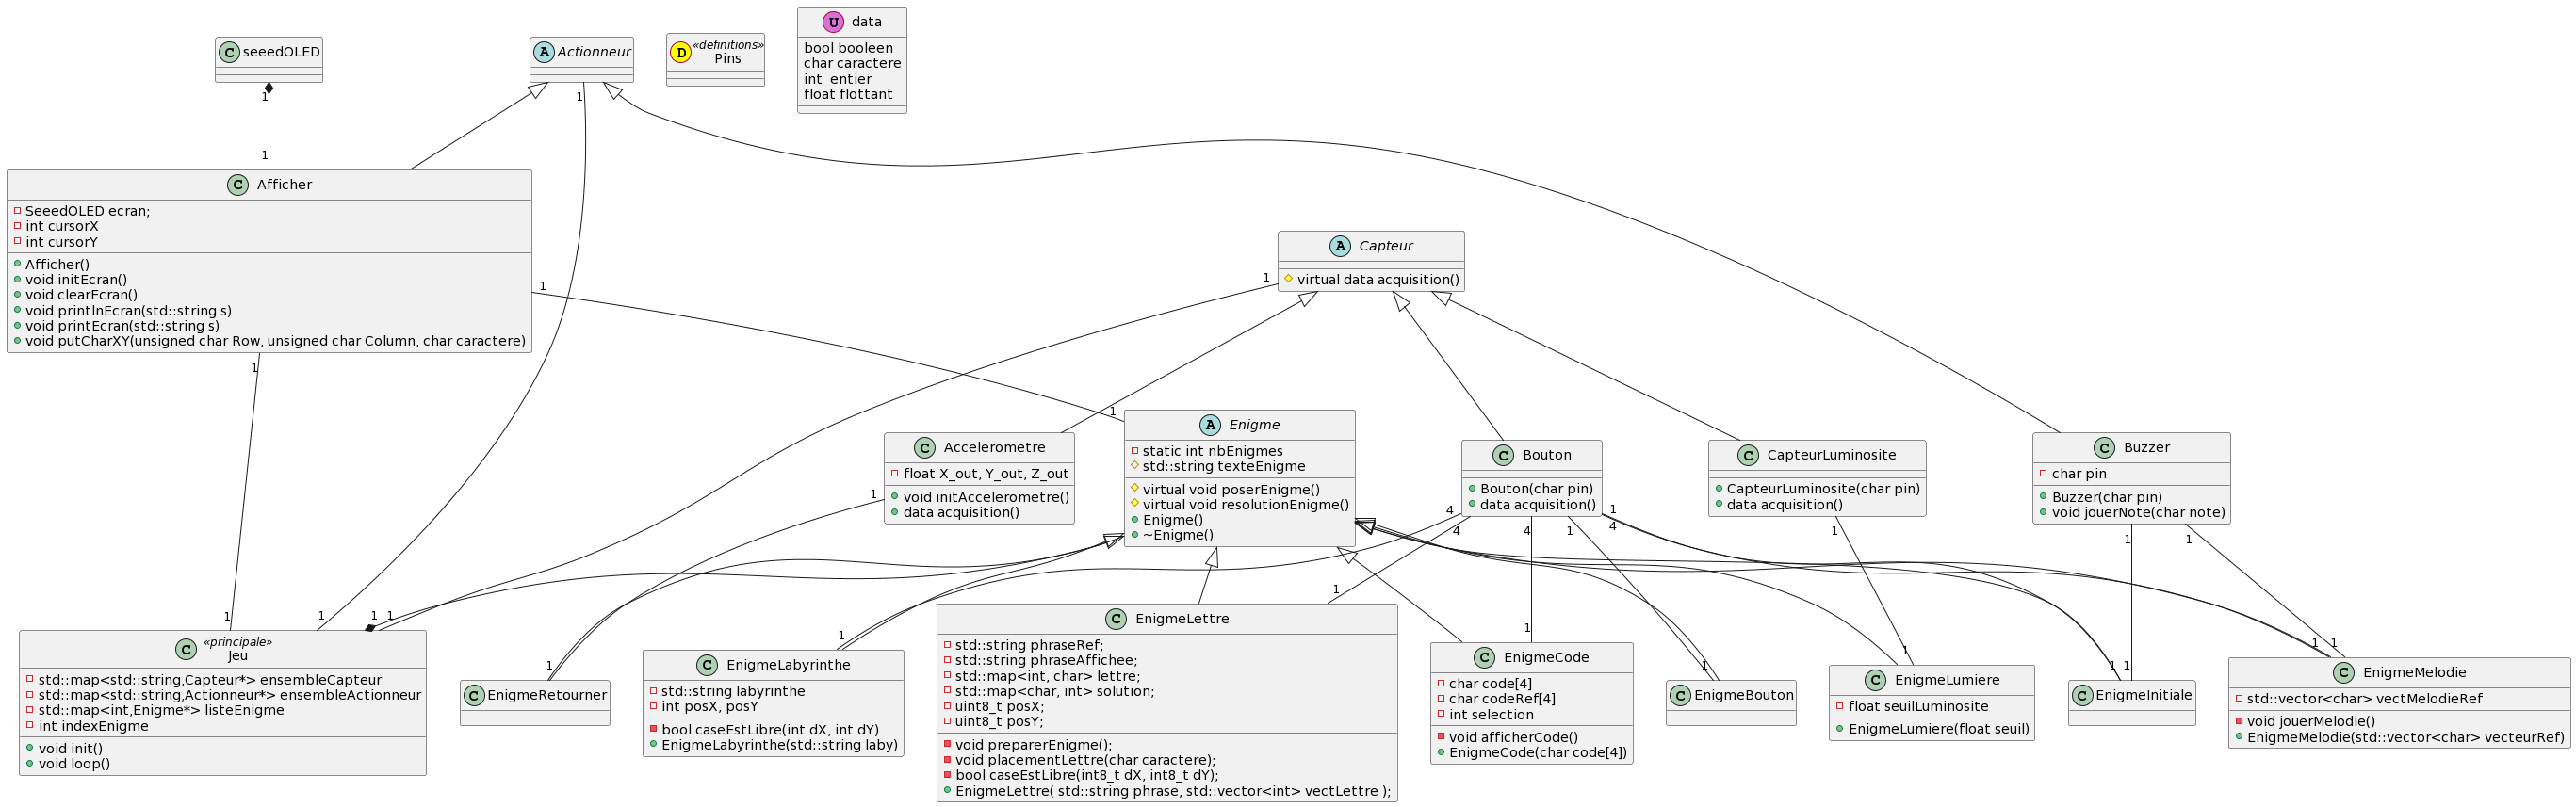 C seeedOLED
A Actionneur
D «definitions»
Pins
U data
bool booleen
char caractere
int  entier
float flottant
1
1
1
C Afficher
SeeedOLED ecran;
int cursorX
int cursorY
Afficher()
void initEcran()
void clearEcran()
void printlnEcran(std::string s)
void printEcran(std::string s)
void putCharXY(unsigned char Row, unsigned char Column, char caractere)
1
1
A Capteur
# virtual data acquisition()
1
1
C Accelerometre
float X_out, Y_out, Z_out
void initAccelerometre()
data acquisition()
1
A Enigme
static int nbEnigmes
std::string texteEnigme
virtual void poserEnigme()
virtual void resolutionEnigme()
Enigme()
~Enigme()
C Bouton
Bouton(char pin)
data acquisition()
4
4
4
1
1
4
C CapteurLuminosite
CapteurLuminosite(char pin)
data acquisition()
1
C Buzzer
char pin
Buzzer(char pin)
void jouerNote(char note)
1
1
1
1
1
1
C «principale»
Jeu
std::map<std::string,Capteur*> ensembleCapteur
std::map<std::string,Actionneur*> ensembleActionneur
std::map<int,Enigme*> listeEnigme
int indexEnigme
void init()
void loop()
1
C EnigmeRetourner
1
C EnigmeLabyrinthe
std::string labyrinthe
int posX, posY
bool caseEstLibre(int dX, int dY)
EnigmeLabyrinthe(std::string laby)
1
C EnigmeLettre
std::string phraseRef;
std::string phraseAffichee;
std::map<int, char> lettre;
std::map<char, int> solution;
uint8_t posX;
uint8_t posY;
void preparerEnigme();
void placementLettre(char caractere);
bool caseEstLibre(int8_t dX, int8_t dY);
EnigmeLettre( std::string phrase, std::vector<int> vectLettre );
1
C EnigmeCode
char code[4]
char codeRef[4]
int selection
void afficherCode()
EnigmeCode(char code[4])
1
C EnigmeBouton
1
C EnigmeLumiere
float seuilLuminosite
EnigmeLumiere(float seuil)
1
1
C EnigmeInitiale
1
1
C EnigmeMelodie
std::vector<char> vectMelodieRef
void jouerMelodie()
EnigmeMelodie(std::vector<char> vecteurRef)